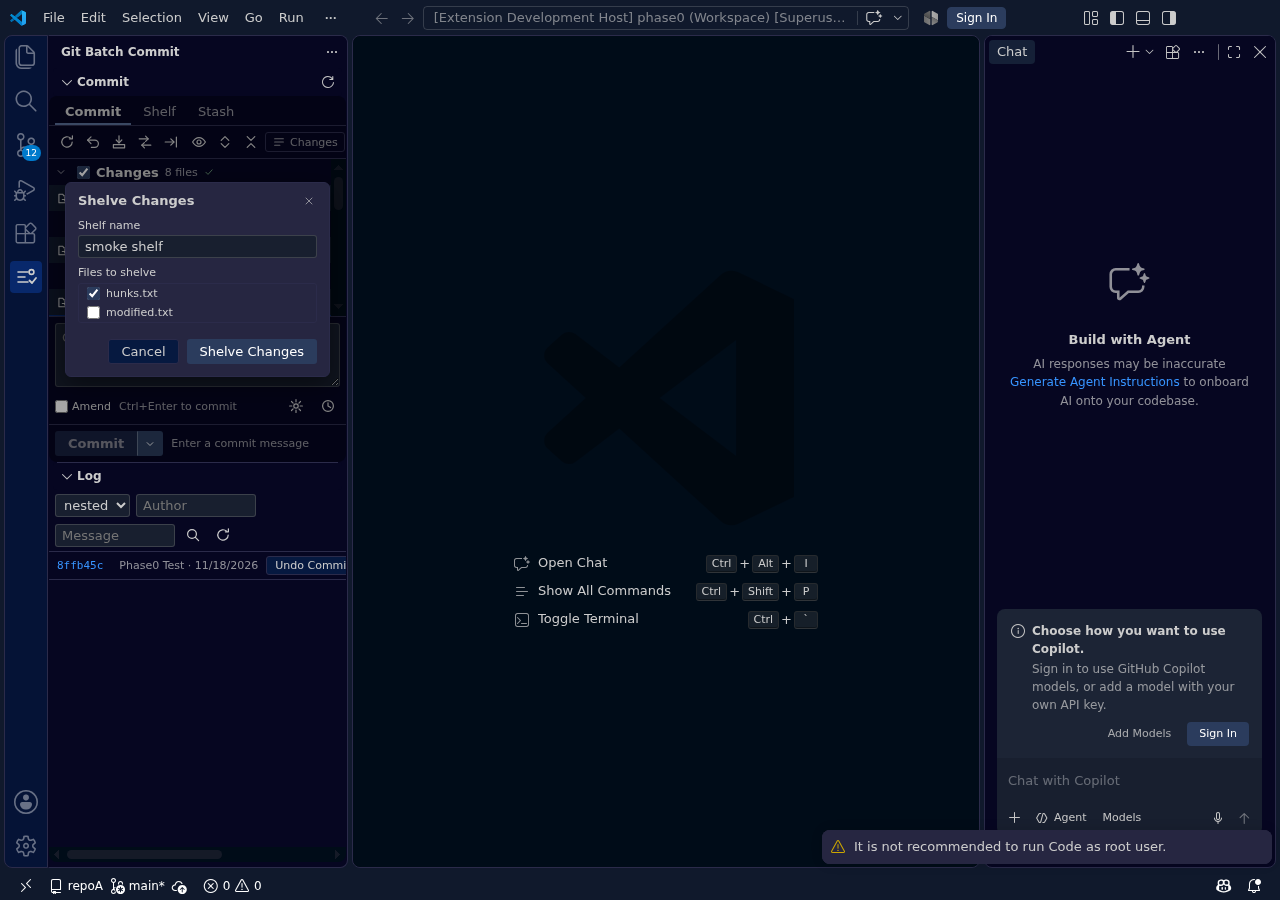 File Edit Selection View Go Run ···
[Extension Development Host] phase0 (Workspace) [Superus...
Sign In
Git Batch Commit
Commit
Commit Shelf Stash
Changes
Changes 8 files
Shelve Changes
Shelf name
smoke shelf
Files to shelve
hunks.txt
modified.txt
Cancel Shelve Changes
Amend Ctrl+Enter to commit
Commit Enter a commit message
Log
nested Author
Message
8ffb45c Phase0 Test · 11/18/2026 Undo Commi
12
Open Chat Ctrl + Alt + I
Show All Commands Ctrl + Shift + P
Toggle Terminal Ctrl + `
Chat
Build with Agent
AI responses may be inaccurate
Generate Agent Instructions to onboard
AI onto your codebase.
Choose how you want to use
Copilot.
Sign in to use GitHub Copilot
models, or add a model with your
own API key.
Add Models Sign In
Chat with Copilot
Agent Models
It is not recommended to run Code as root user.
repoA main* 0 0